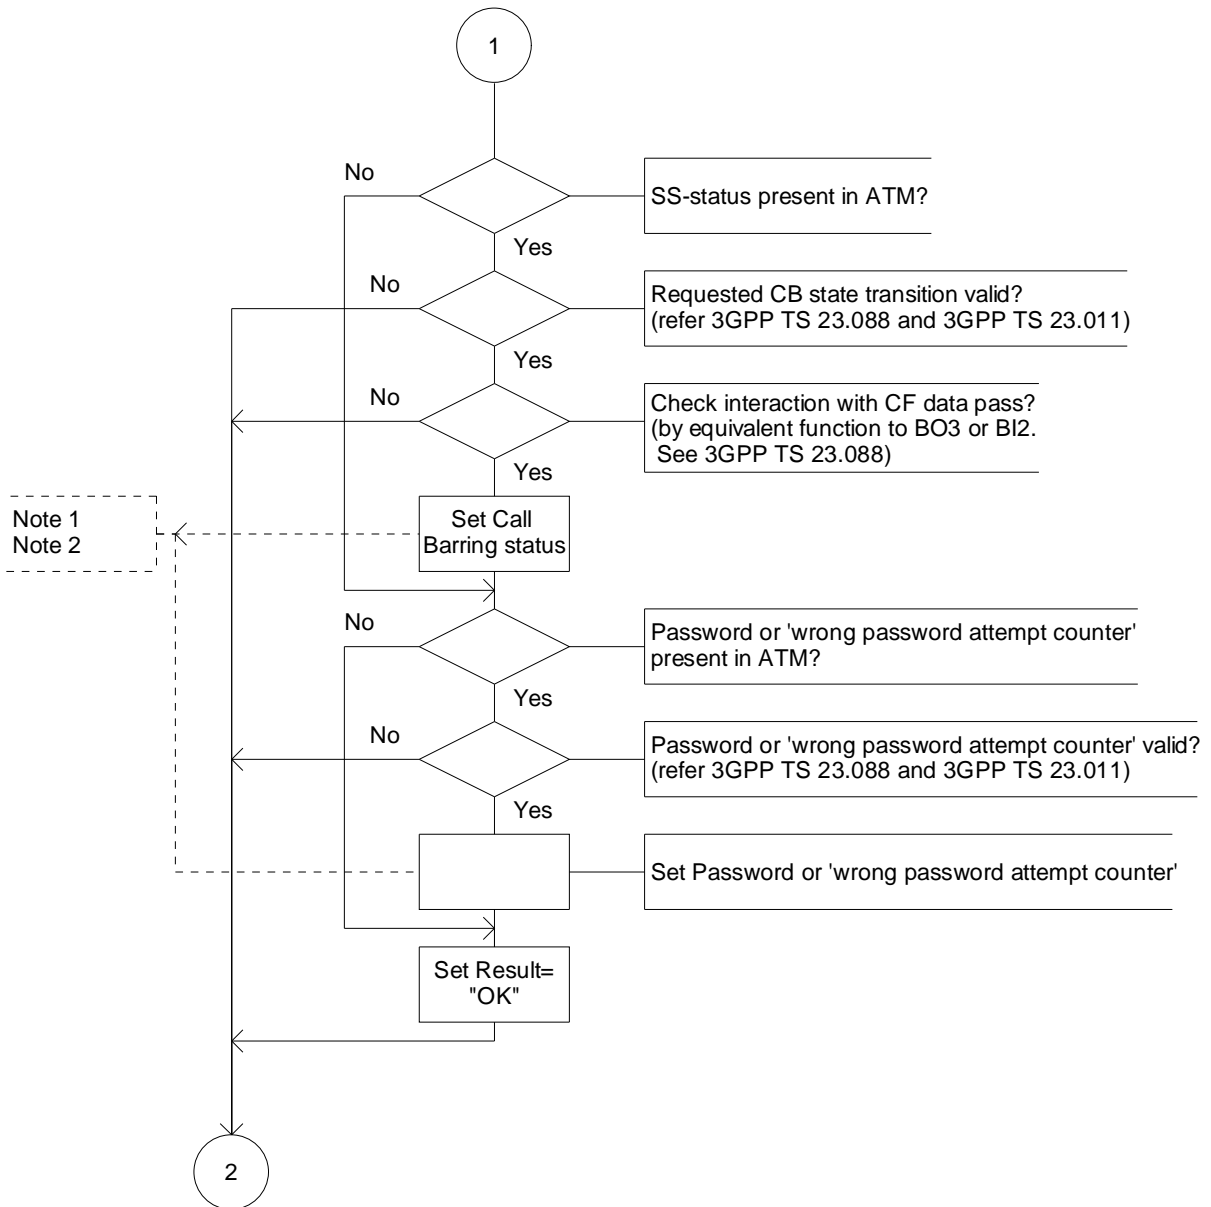 1
No
SS-status present in ATM?
Yes
No
Requested CB state transition valid?
(refer 3GPP TS 23.088 and 3GPP TS 23.011)
Yes
No
Check interaction with CF data pass?
(by equivalent function to BO3 or BI2.
See 3GPP TS 23.088)
Yes
Note 1
Note 2
Set Call
Barring status
No
Password or 'wrong password attempt counter'
present in ATM?
Yes
No
Password or 'wrong password attempt counter' valid?
(refer 3GPP TS 23.088 and 3GPP TS 23.011)
Yes
Set Password or 'wrong password attempt counter'
Set Result=
"OK"
2